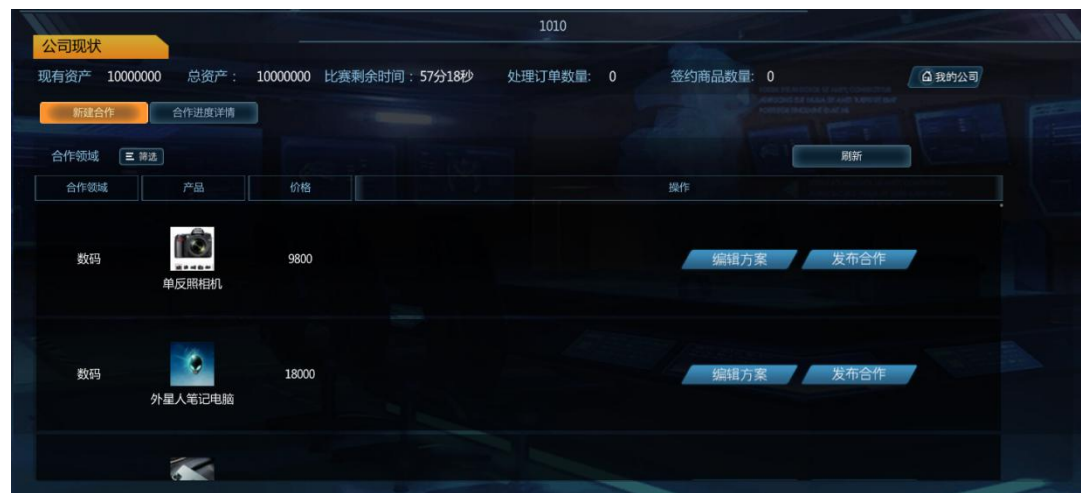 1010
公司现状
现有资产 10000000 总资产： 10000000 比赛剩余时间：57分18秒 处理订单数量: 0 签约商品数量: 0 我的公司
新建合作 合作进度详情
合作领域 筛选 刷新
合作领域 产品 价格 操作
数码 9800 编辑方案 发布合作
单反照相机
数码 18000 编辑方案 发布合作
外星人笔记电脑